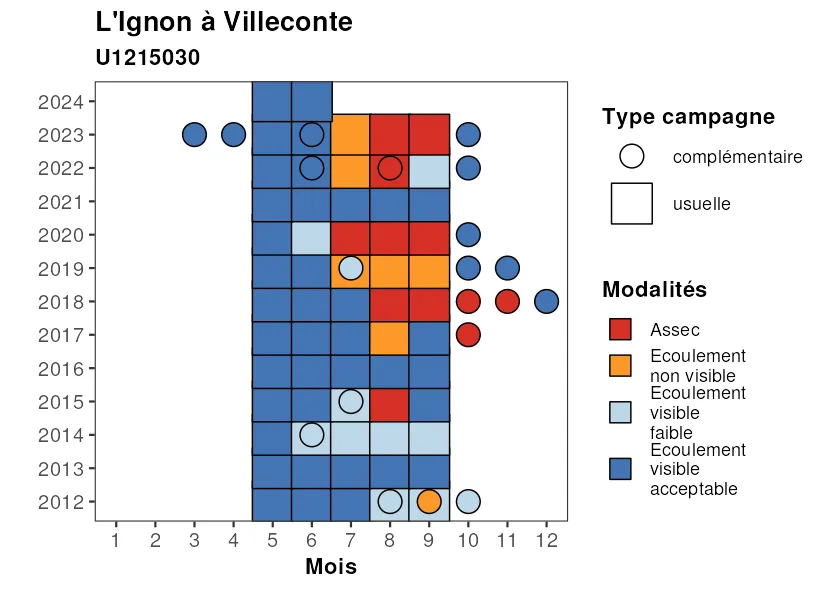 L'Ignon à Villeconte
U1215030
2024
2023
2022
2021
2020
2019
2018
2017
2016
2015
2014
2013
2012
1 2 3 4 5 6 7 8 9 10 11 12
Mois
Type campagne
complémentaire
usuelle
Modalités
Assec
Ecoulement
non visible
Ecoulement
visible
faible
Ecoulement
visible
acceptable